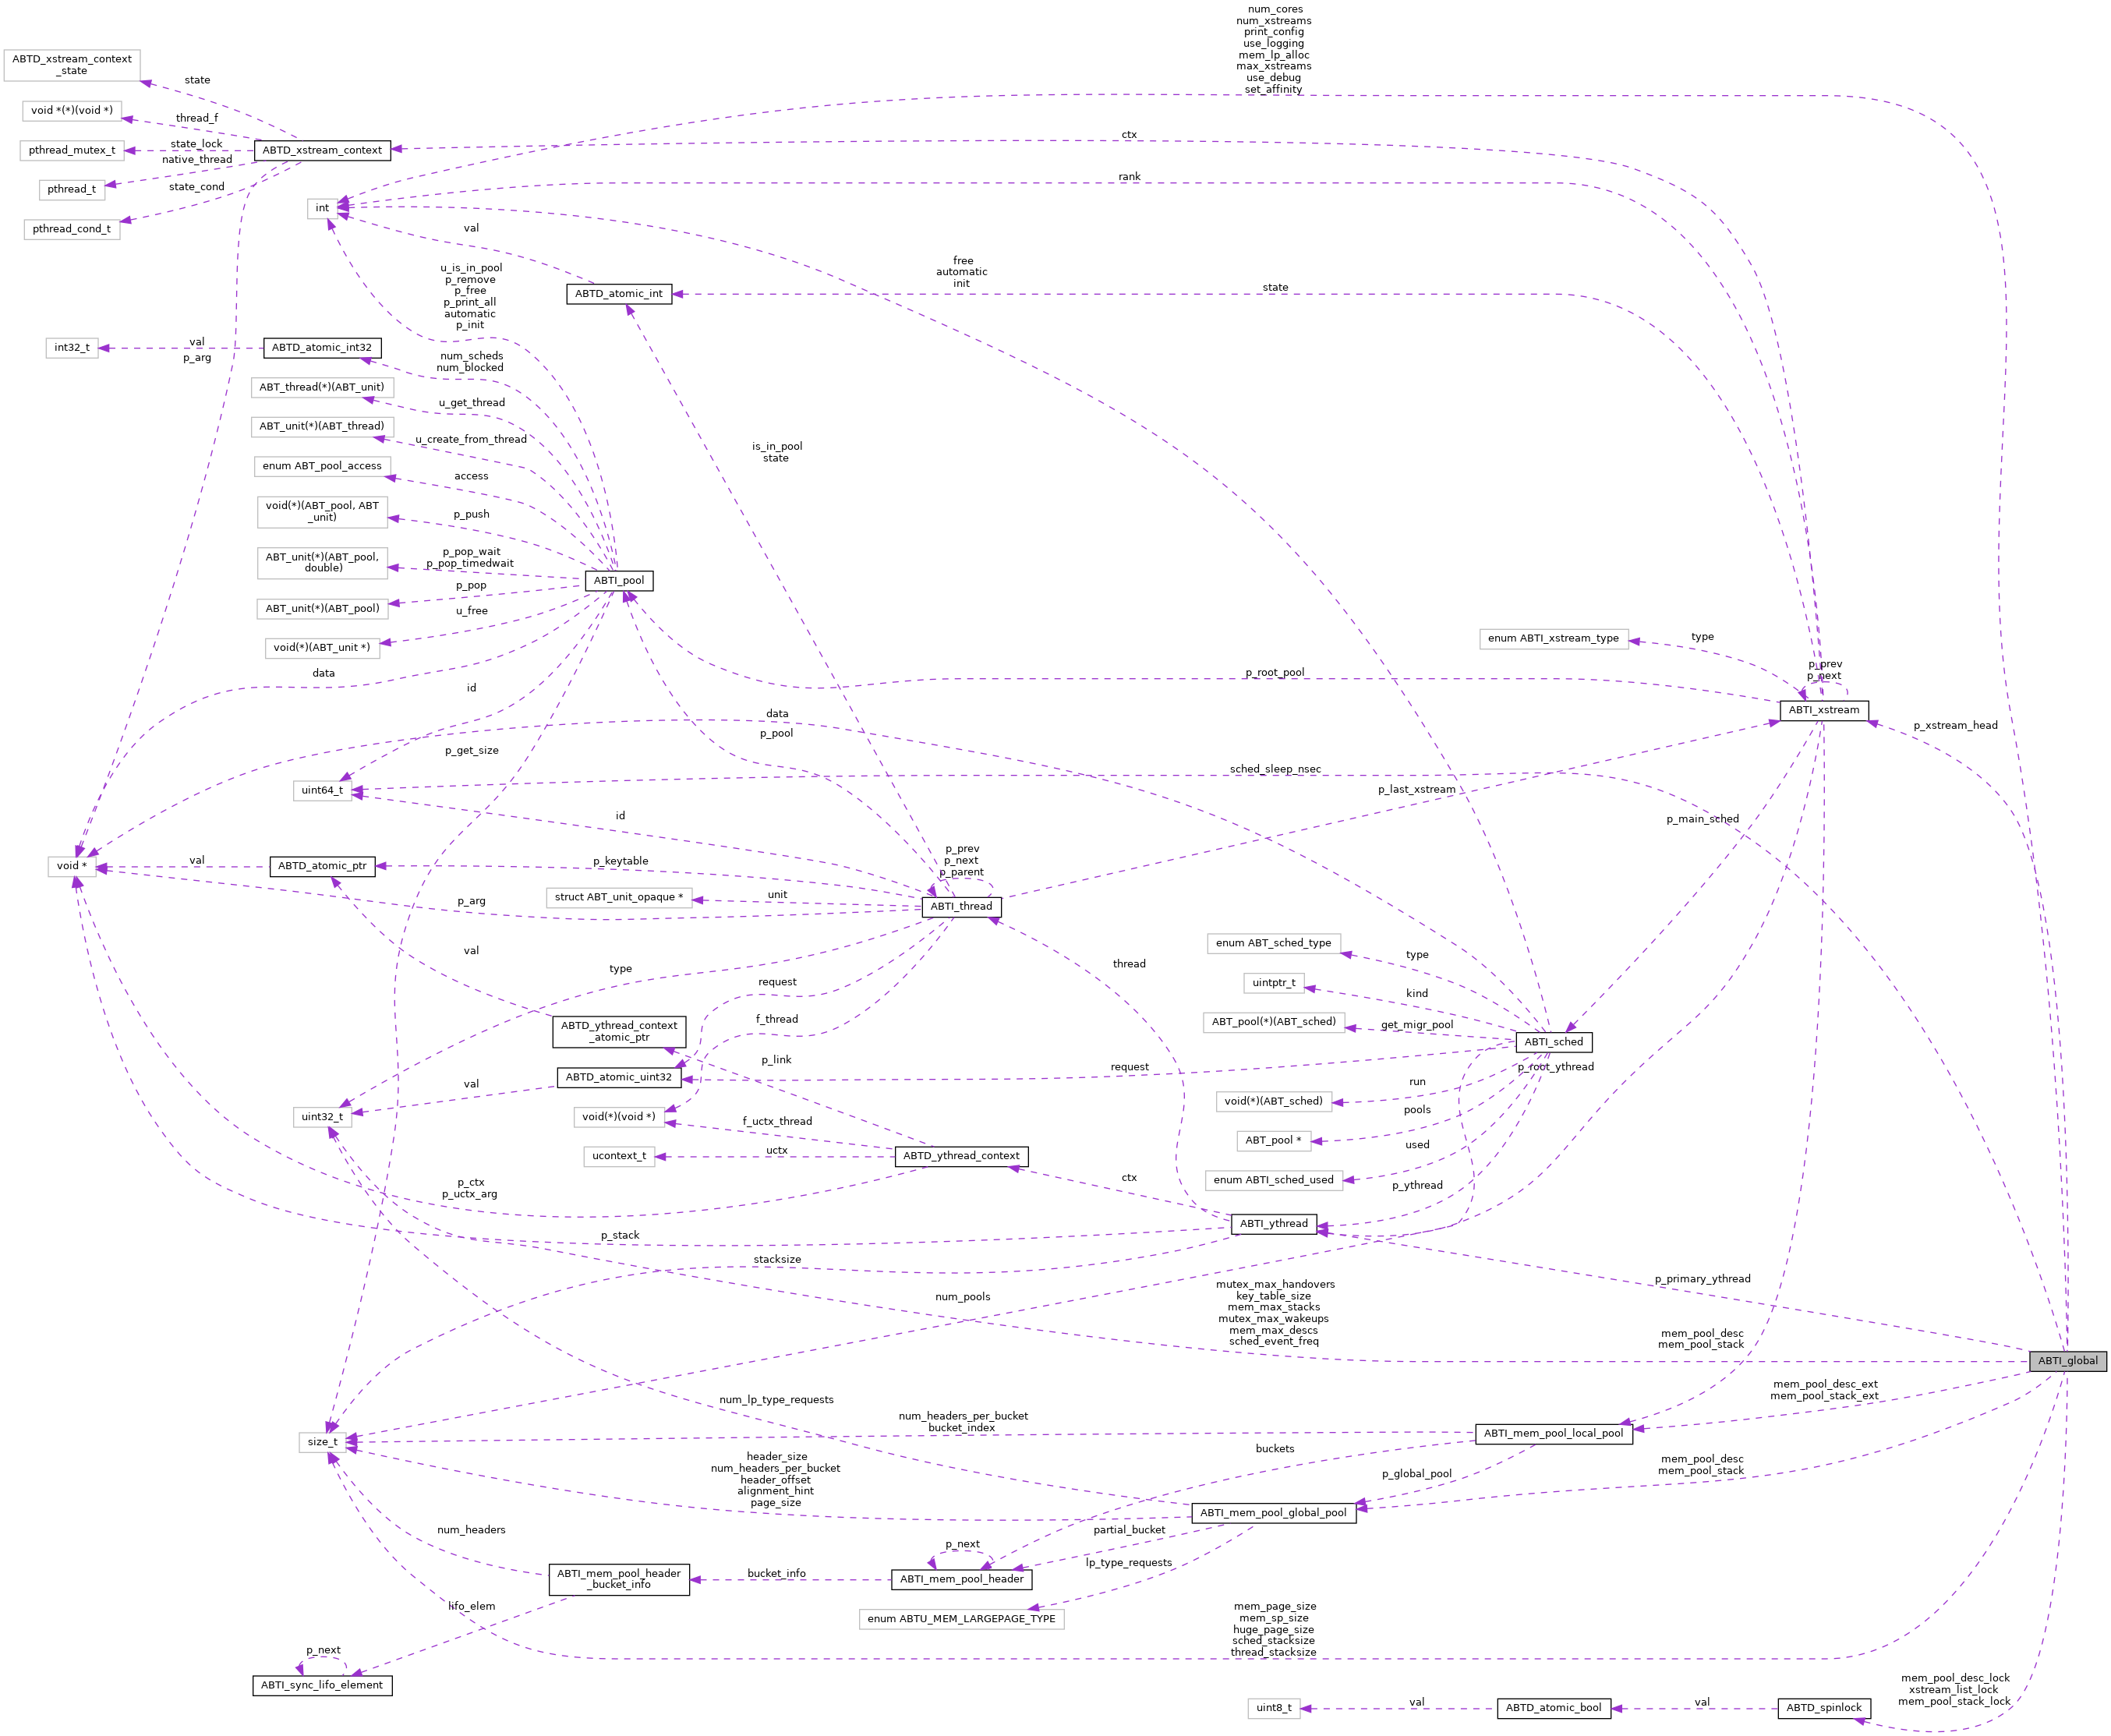 num_cores
num_xstreams
print_config
use_logging
mem_lp_alloc
max_xstreams
use_debug
set_affinity
ABTD_xstream_context
_state
state
void *(*)(void *)
thread_f
ctx
state_lock
pthread_mutex_t
ABTD_xstream_context
native_thread
rank
pthread_t
state_cond
int
pthread_cond_t
val
free
automatic
init
u_is_in_pool
p_remove
p_free
p_print_all
automatic
p_init
ABTD_atomic_int
state
int32_t
val
ABTD_atomic_int32
p_arg
num_scheds
num_blocked
ABT_thread(*)(ABT_unit)
u_get_thread
ABT_unit(*)(ABT_thread)
u_create_from_thread
is_in_pool
state
enum ABT_pool_access
access
void(*)(ABT_pool, ABT
_unit)
p_push
ABT_unit(*)(ABT_pool,
double)
p_pop_wait
p_pop_timedwait
ABTI_pool
p_pop
ABT_unit(*)(ABT_pool)
u_free
void(*)(ABT_unit *)
enum ABTI_xstream_type
type
data
p_root_pool
p_prev
p_next
id
ABTI_xstream
data
p_xstream_head
p_pool
p_get_size
sched_sleep_nsec
uint64_t
p_last_xstream
id
p_main_sched
void *
val
ABTD_atomic_ptr
p_keytable
p_prev
p_next
p_parent
struct ABT_unit_opaque *
unit
p_arg
ABTI_thread
val
enum ABT_sched_type
type
thread
type
request
uintptr_t
kind
f_thread
ABTD_ythread_context
_atomic_ptr
ABT_pool(*)(ABT_sched)
get_migr_pool
ABTI_sched
p_link
p_root_ythread
request
ABTD_atomic_uint32
val
run
void(*)(ABT_sched)
uint32_t
void(*)(void *)
f_uctx_thread
pools
ABT_pool *
used
ucontext_t
uctx
ABTD_ythread_context
ctx
enum ABTI_sched_used
p_ctx
p_uctx_arg
p_ythread
ABTI_ythread
p_stack
stacksize
p_primary_ythread
num_pools
mutex_max_handovers
key_table_size
mem_max_stacks
mutex_max_wakeups
mem_max_descs
sched_event_freq
mem_pool_desc
mem_pool_stack
ABTI_global
mem_pool_desc_ext
mem_pool_stack_ext
num_lp_type_requests
num_headers_per_bucket
bucket_index
ABTI_mem_pool_local_pool
size_t
buckets
header_size
num_headers_per_bucket
header_offset
alignment_hint
page_size
p_global_pool
mem_pool_desc
mem_pool_stack
ABTI_mem_pool_global_pool
num_headers
partial_bucket
p_next
lp_type_requests
ABTI_mem_pool_header
_bucket_info
bucket_info
ABTI_mem_pool_header
lifo_elem
enum ABTU_MEM_LARGEPAGE_TYPE
mem_page_size
mem_sp_size
huge_page_size
sched_stacksize
thread_stacksize
p_next
ABTI_sync_lifo_element
mem_pool_desc_lock
xstream_list_lock
mem_pool_stack_lock
uint8_t
val
ABTD_atomic_bool
val
ABTD_spinlock